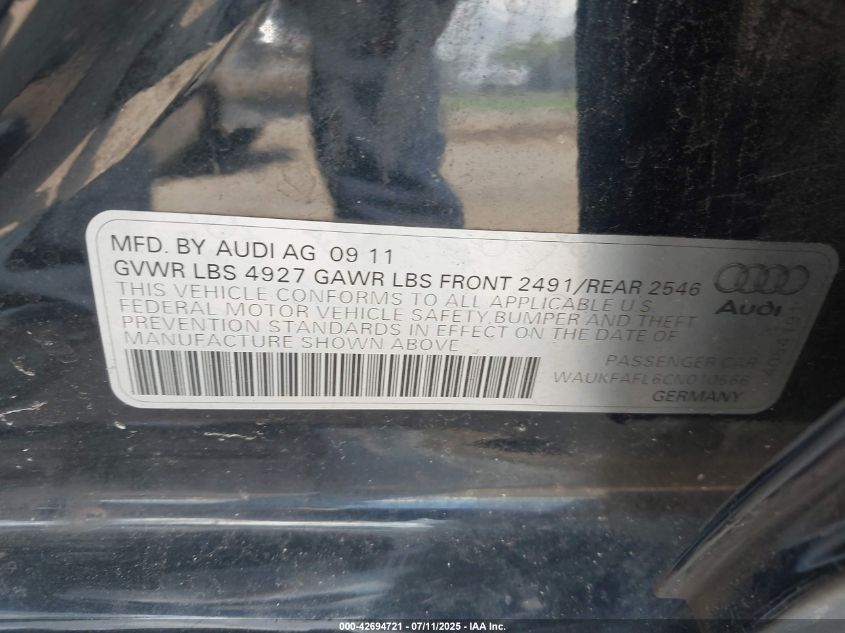 MFD. BY AUDI AG 09 11
GVWR LBS 4927 GAWR LBS FRONT 2491/REAR 2546
THIS VEHICLE CONFORMS TO ALL APPLICABLE U.S.
FEDERAL MOTOR VEHICLE SAFETY,BUMPER AND THEFT
PREVENTION STANDARDS IN EFFECT ON THE DATE OF
MANUFACTURE SHOWN ABOVE
Audi
PASSENGER CAR
WAUKFAFL6CN010666
GERMANY
000-42694721 - 07/11/2025 - IAA Inc.